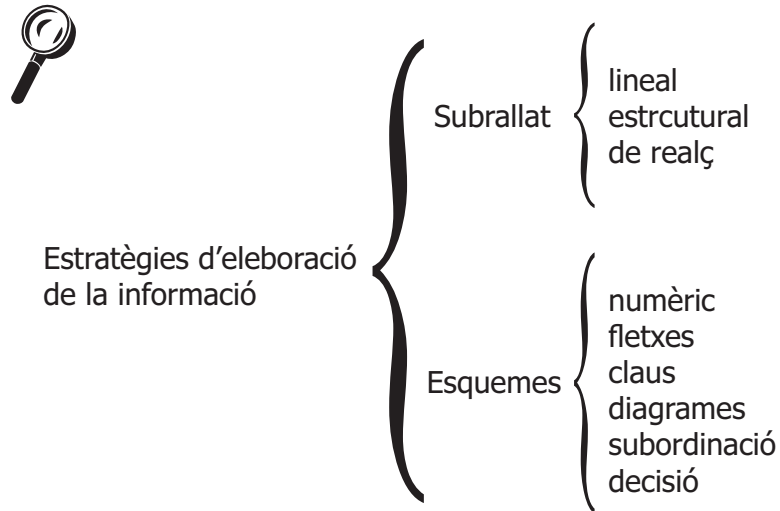 Estratègies d'eleboració
de la informació
Subrallat
lineal
estrcutural
de realç
Esquemes
numèric
fletxes
claus
diagrames
subordinació
decisió